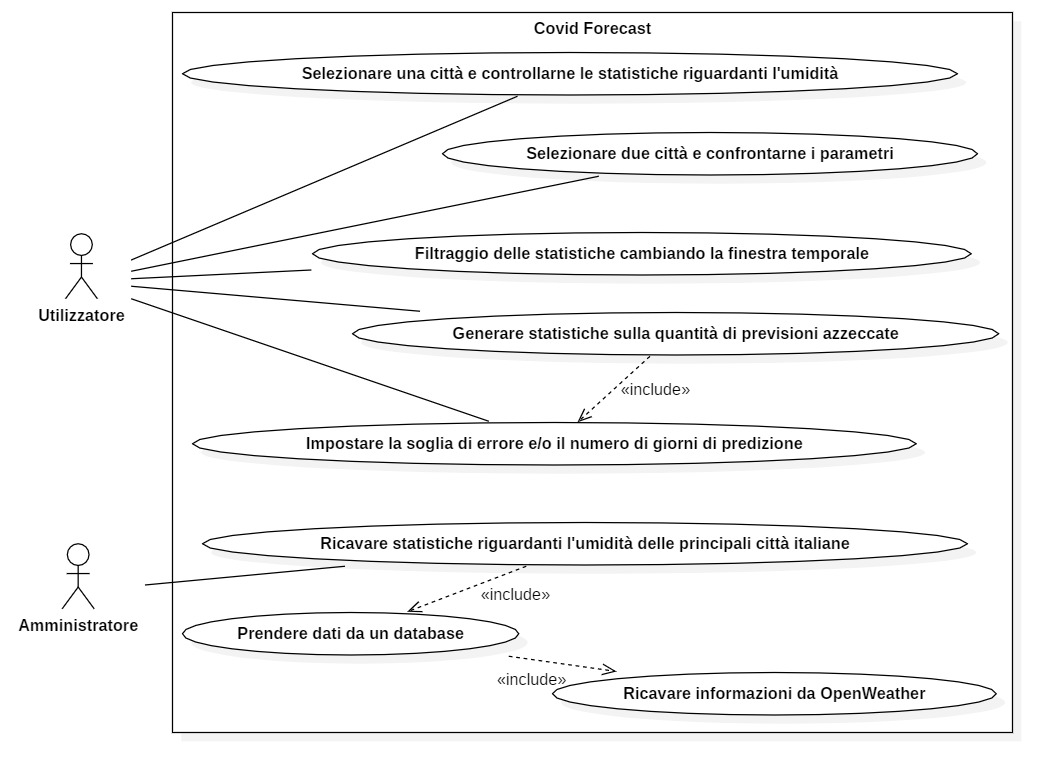 Covid Forecast
Selezionare una città e controllarne le statistiche riguardanti l'umidità
Selezionare due città e confrontarne i parametri
Filtraggio delle statistiche cambiando la finestra temporale
Utilizzatore
Generare statistiche sulla quantità di previsioni azzeccate
«include»
Impostare la soglia di errore e/o il numero di giorni di predizione
Ricavare statistiche riguardanti l'umidità delle principali città italiane
«include»
Amministratore
Prendere dati da un database
«include»
Ricavare informazioni da OpenWeather